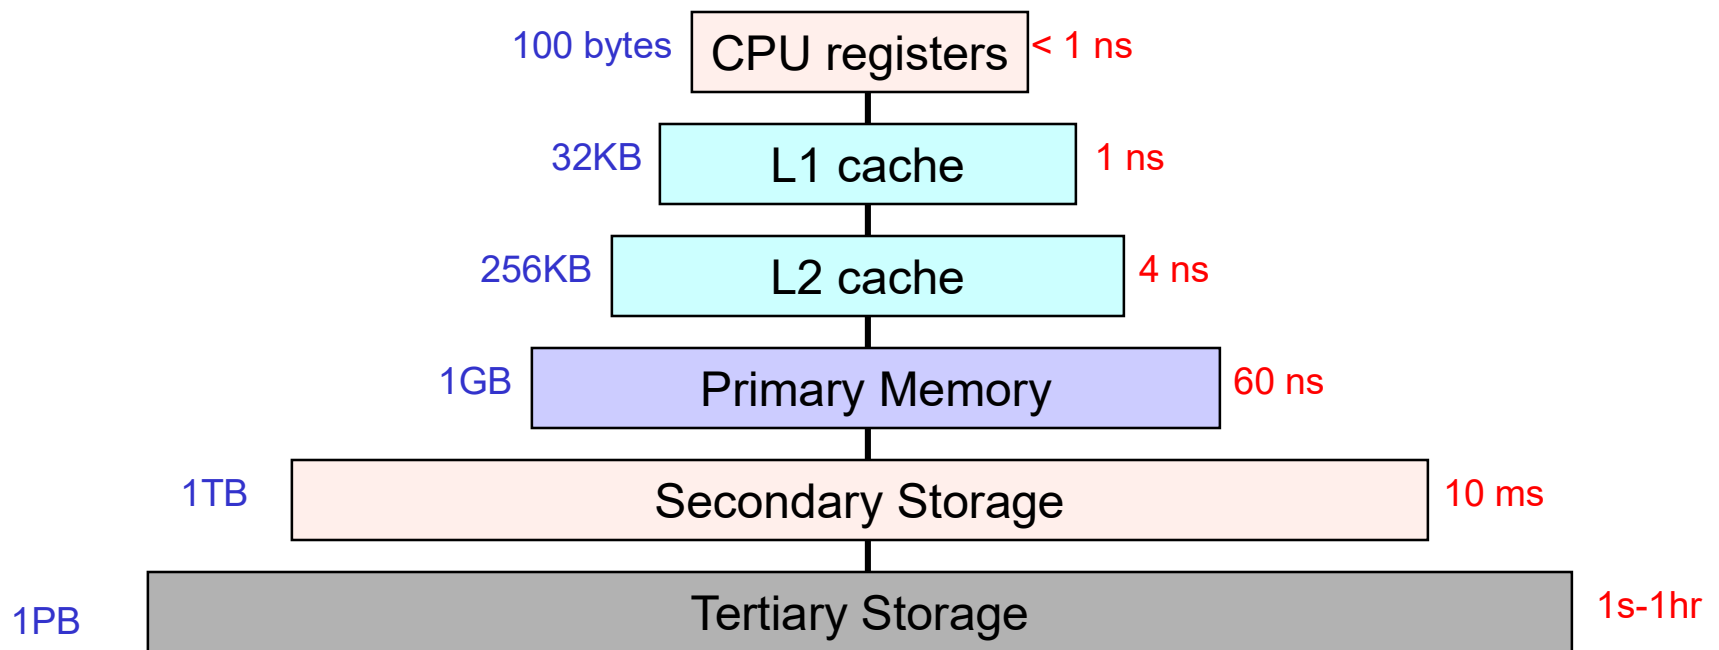 100 bytes CPU registers < 1 ns
32KB L1 cache 1 ns
256KB L2 cache 4 ns
1GB Primary Memory 60 ns
1TB Secondary Storage 10 ms
1PB Tertiary Storage 1s-1hr